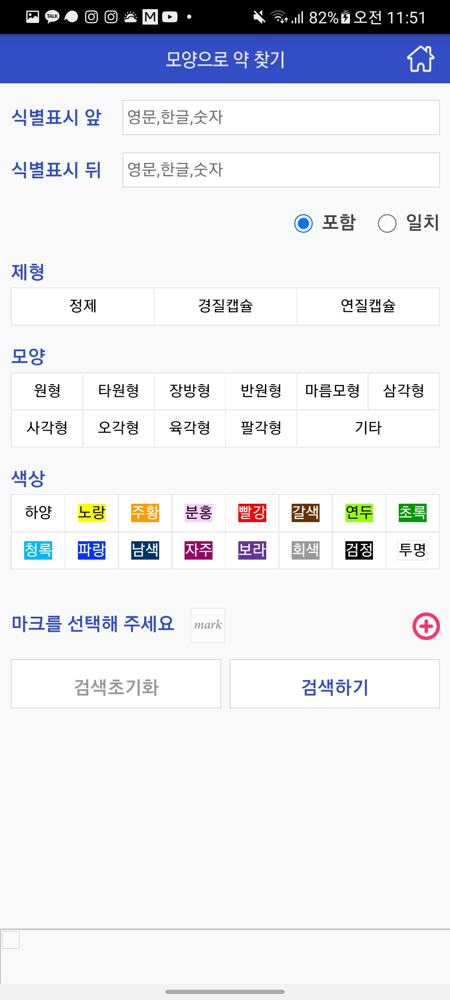 TALK M 82% 오전 11:51
모양으로 약 찾기
식별표시 앞 영문,한글,숫자
식별표시 뒤 영문,한글,숫자
포함 일치
제형
정제 경질캡슐 연질캡슐
모양
원형 타원형 장방형 반원형 마름모형 삼각형
사각형 오각형 육각형 팔각형 기타
색상
하양 노랑 주황 분홍 빨강 갈색 연두 초록
청록 파랑 남색 자주 보라 회색 검정 투명
마크를 선택해 주세요 mark
검색초기화 검색하기